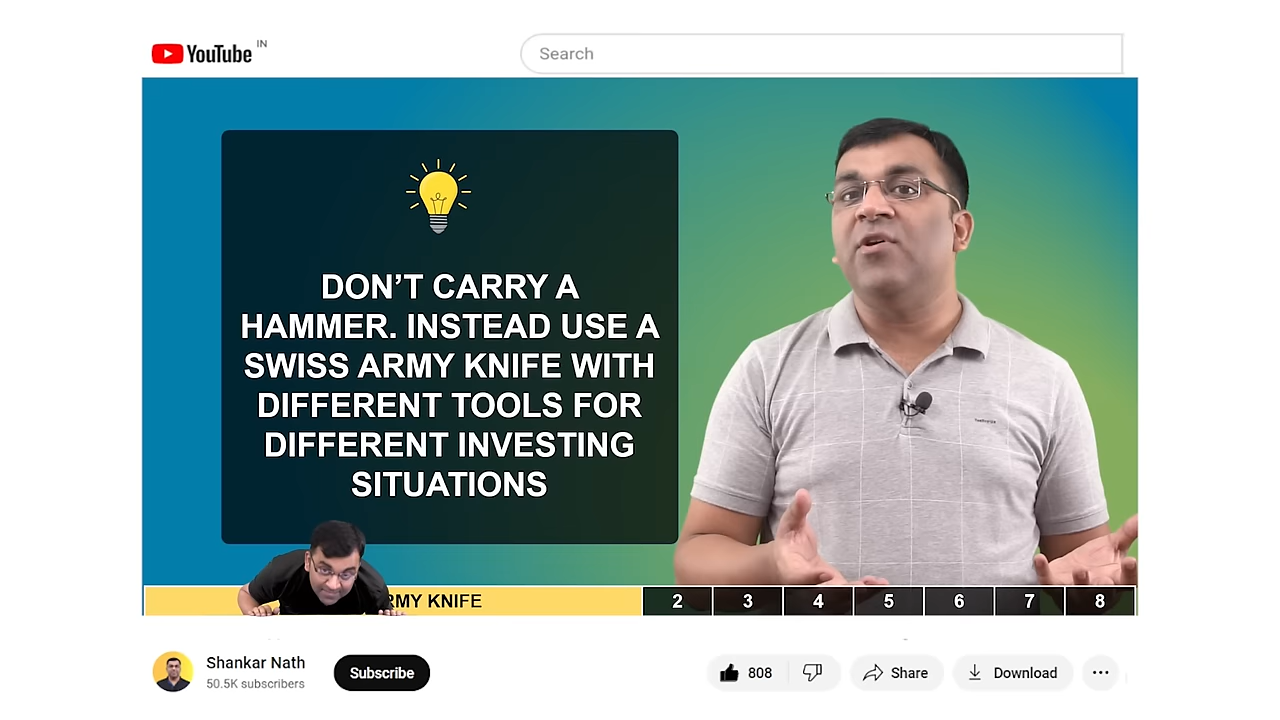 YouTube IN
Search
DON'T CARRY A
HAMMER. INSTEAD USE A
SWISS ARMY KNIFE WITH
DIFFERENT TOOLS FOR
DIFFERENT INVESTING
SITUATIONS
RMY KNIFE
2 3 4 5 6 7 8
Shankar Nath
50.5K subscribers
Subscribe
808
Share
Download